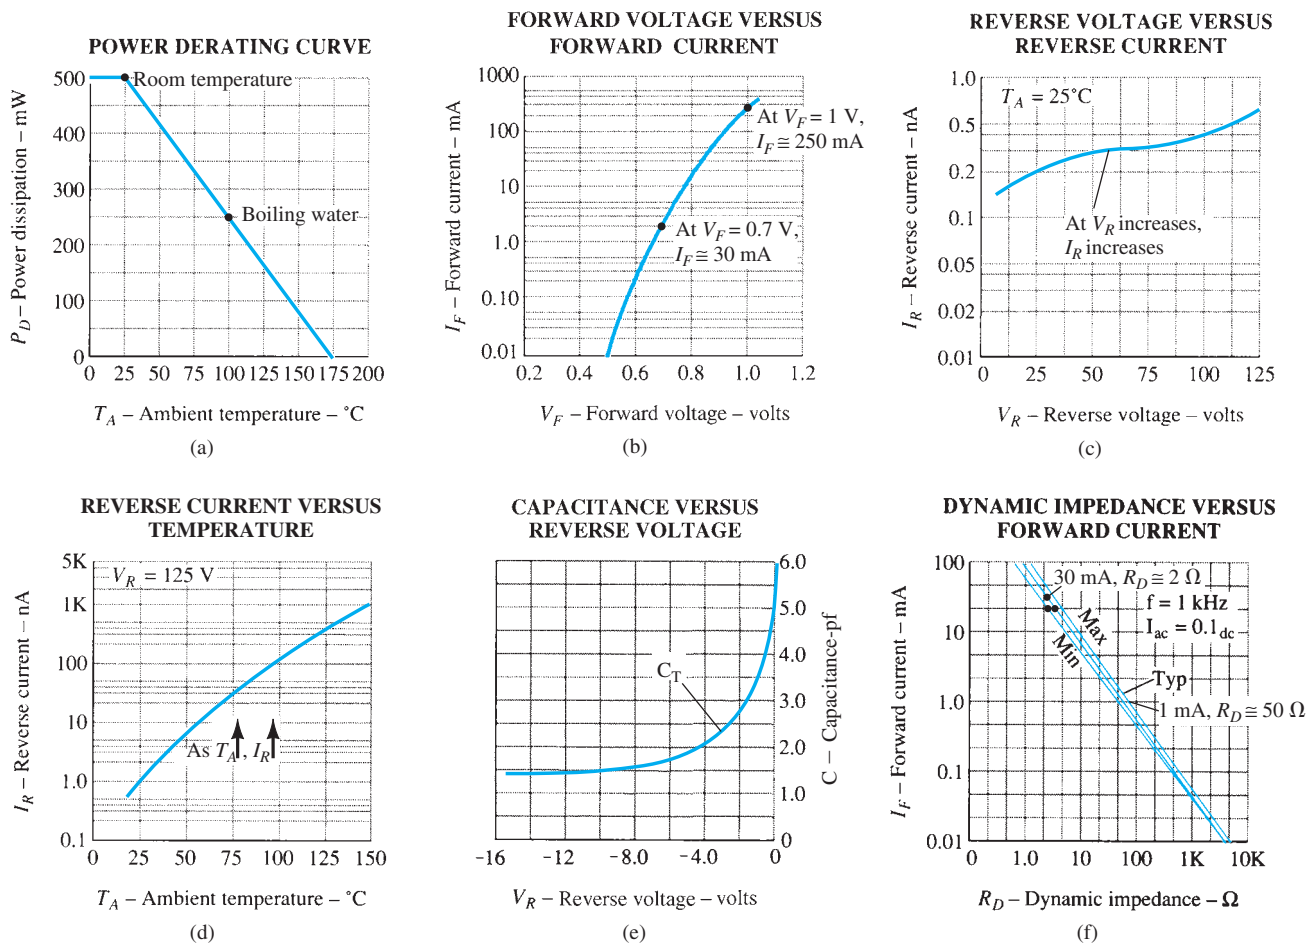 POWER DERATING CURVE
500
400
300
200
100
0
Room temperature
Boiling water
P_D – Power dissipation – mW
0 25 50 75 100 125 150 175 200
T_A – Ambient temperature – °C
(a)
FORWARD VOLTAGE VERSUS
FORWARD CURRENT
1000
100
10
1.0
0.10
0.01
At V_F = 1 V,
I_F ≅ 250 mA
At V_F = 0.7 V,
I_F ≅ 30 mA
I_F – Forward current – mA
0.2 0.4 0.6 0.8 1.0 1.2
V_F – Forward voltage – volts
(b)
REVERSE VOLTAGE VERSUS
REVERSE CURRENT
1.0
0.5
0.2
0.1
0.05
0.02
0.01
T_A = 25°C
At V_R increases,
I_R increases
I_R – Reverse current – nA
0 25 50 75 100 125
V_R – Reverse voltage – volts
(c)
REVERSE CURRENT VERSUS
TEMPERATURE
5K
1K
100
10
1.0
0.1
V_R = 125 V
As T_A , I_R
I_R – Reverse current – nA
0 25 50 75 100 125 150
T_A – Ambient temperature – °C
(d)
CAPACITANCE VERSUS
REVERSE VOLTAGE
6.0
5.0
4.0
3.0
2.0
1.0
0
C_T
C – Capacitance-pf
-16 -12 -8.0 -4.0 0
V_R – Reverse voltage – volts
(e)
DYNAMIC IMPEDANCE VERSUS
FORWARD CURRENT
100
10
1.0
0.1
0.01
30 mA, R_D ≅ 2 Ω
f = 1 kHz
I_ac = 0.1_dc
Max
Min
Typ
1 mA, R_D ≅ 50 Ω
I_F – Forward current – mA
0 1.0 10 100 1K 10K
R_D – Dynamic impedance – Ω
(f)